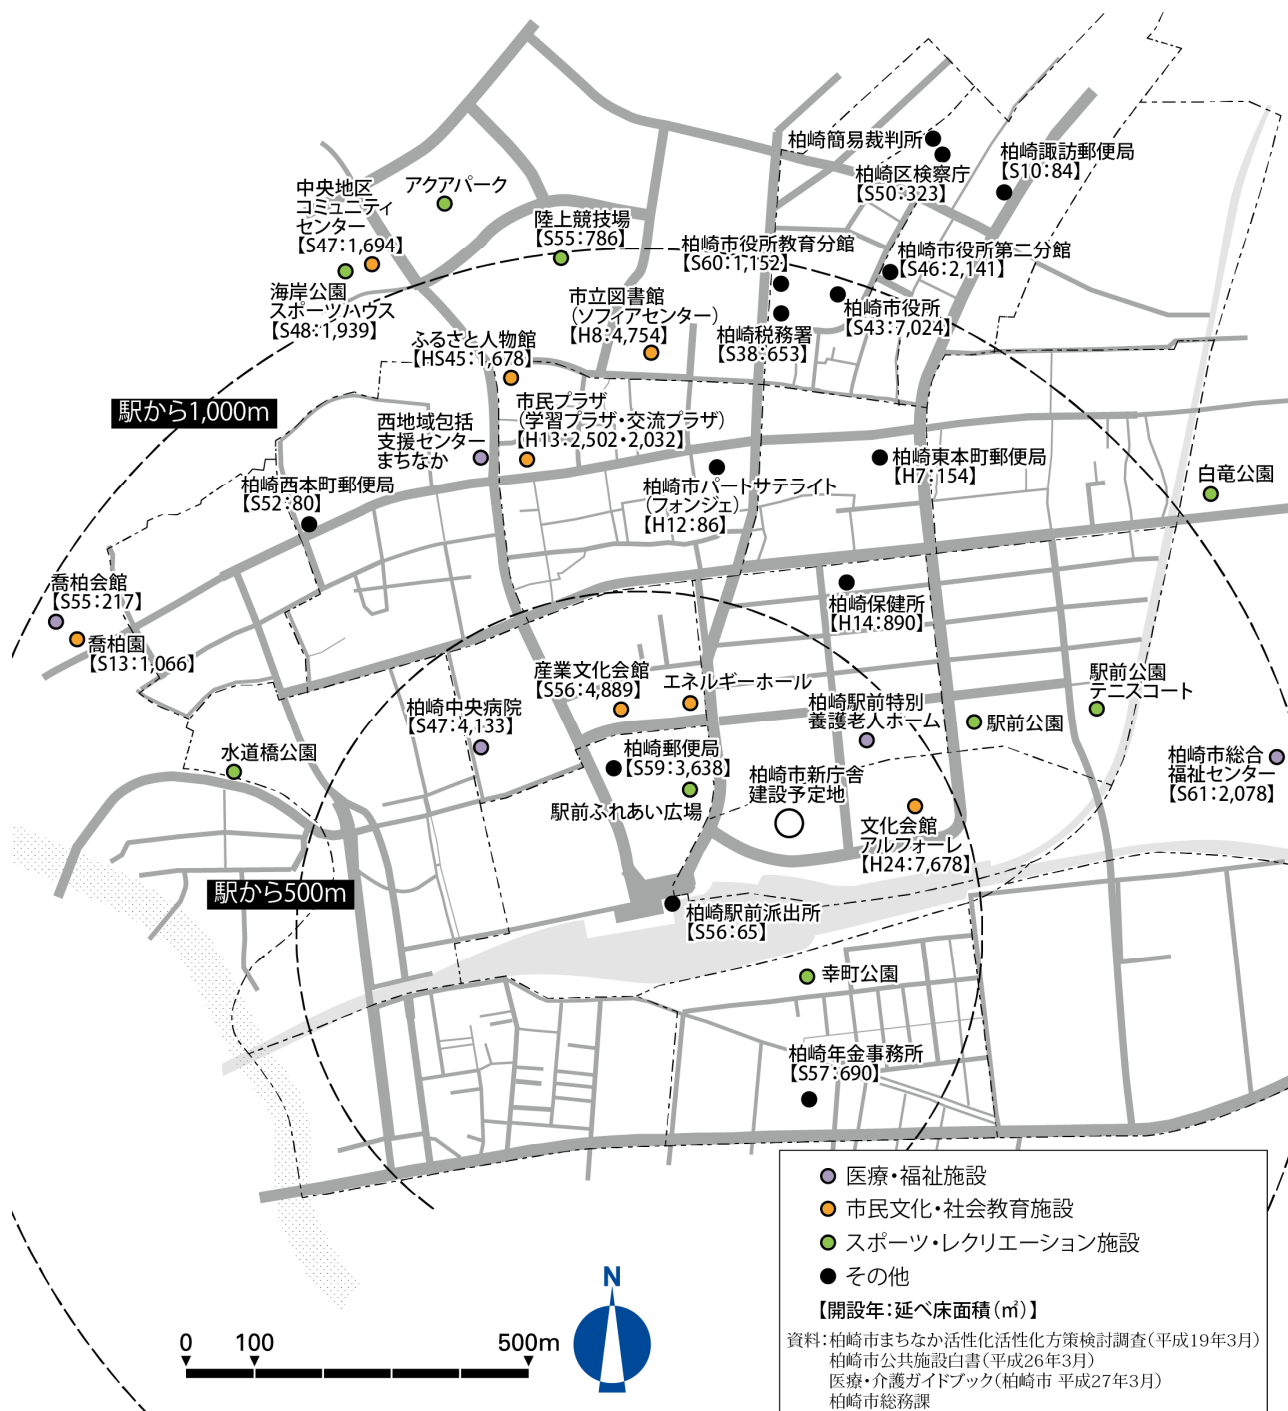 柏崎簡易裁判所
柏崎区検察庁
【S50:323】
柏崎諏訪郵便局
【S10:84】
中央地区
コミュニティ
センター
【S47:1,694】
アクアパーク
陸上競技場
【S55:786】
柏崎市役所教育分館
【S60:1,152】
柏崎市役所第二分館
【S46:2,141】
海岸公園
スポーツハウス
【S48:1,939】
市立図書館
(ソフィアセンター)
【H8:4,754】
柏崎市役所
【S43:7,024】
柏崎税務署
【S38:653】
ふるさと人物館
【HS45:1,678】
駅から1,000m
市民プラザ
(学習プラザ・交流プラザ)
【H13:2,502・2,032】
西地域包括
支援センター
まちなか
柏崎西本町郵便局
【S52:80】
柏崎市パートサテライト
(フォンジェ)
【H12:86】
柏崎東本町郵便局
【H7:154】
白竜公園
喬柏会館
【S55:217】
喬柏園
【S13:1,066】
柏崎保健所
【H14:890】
産業文化会館
【S56:4,889】
エネルギーホール
柏崎駅前特別
養護老人ホーム
駅前公園
テニスコート
駅前公園
柏崎中央病院
【S47:4,133】
水道橋公園
柏崎郵便局
【S59:3,638】
柏崎市新庁舎
建設予定地
柏崎市総合
福祉センター
【S61:2,078】
駅前ふれあい広場
文化会館
アルフォーレ
【H24:7,678】
駅から500m
柏崎駅前派出所
【S56:65】
幸町公園
柏崎年金事務所
【S57:690】
医療・福祉施設
市民文化・社会教育施設
スポーツ・レクリエーション施設
その他
【開設年:延べ床面積(㎡)】
資料:柏崎市まちなか活性化活性化方策検討調査(平成19年3月)
柏崎市公共施設白書(平成26年3月)
医療・介護ガイドブック(柏崎市 平成27年3月)
柏崎市総務課
N
0 100 500m